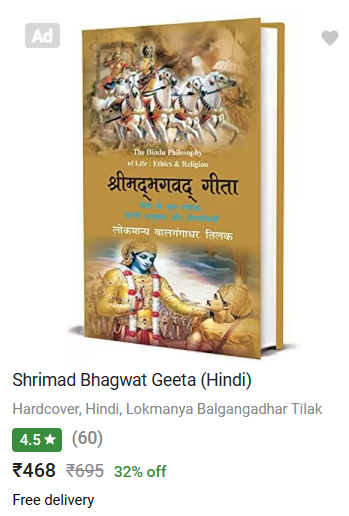 Ad
The Hindu Philosophy
of Life : Ethics & Religion
श्रीमद्‌भगवद् गीता
लोकमान्य बालगंगाधर तिलक
Shrimad Bhagwat Geeta (Hindi)
Hardcover, Hindi, Lokmanya Balgangadhar Tilak
4.5★ (60)
₹468 ₹695 32% off
Free delivery